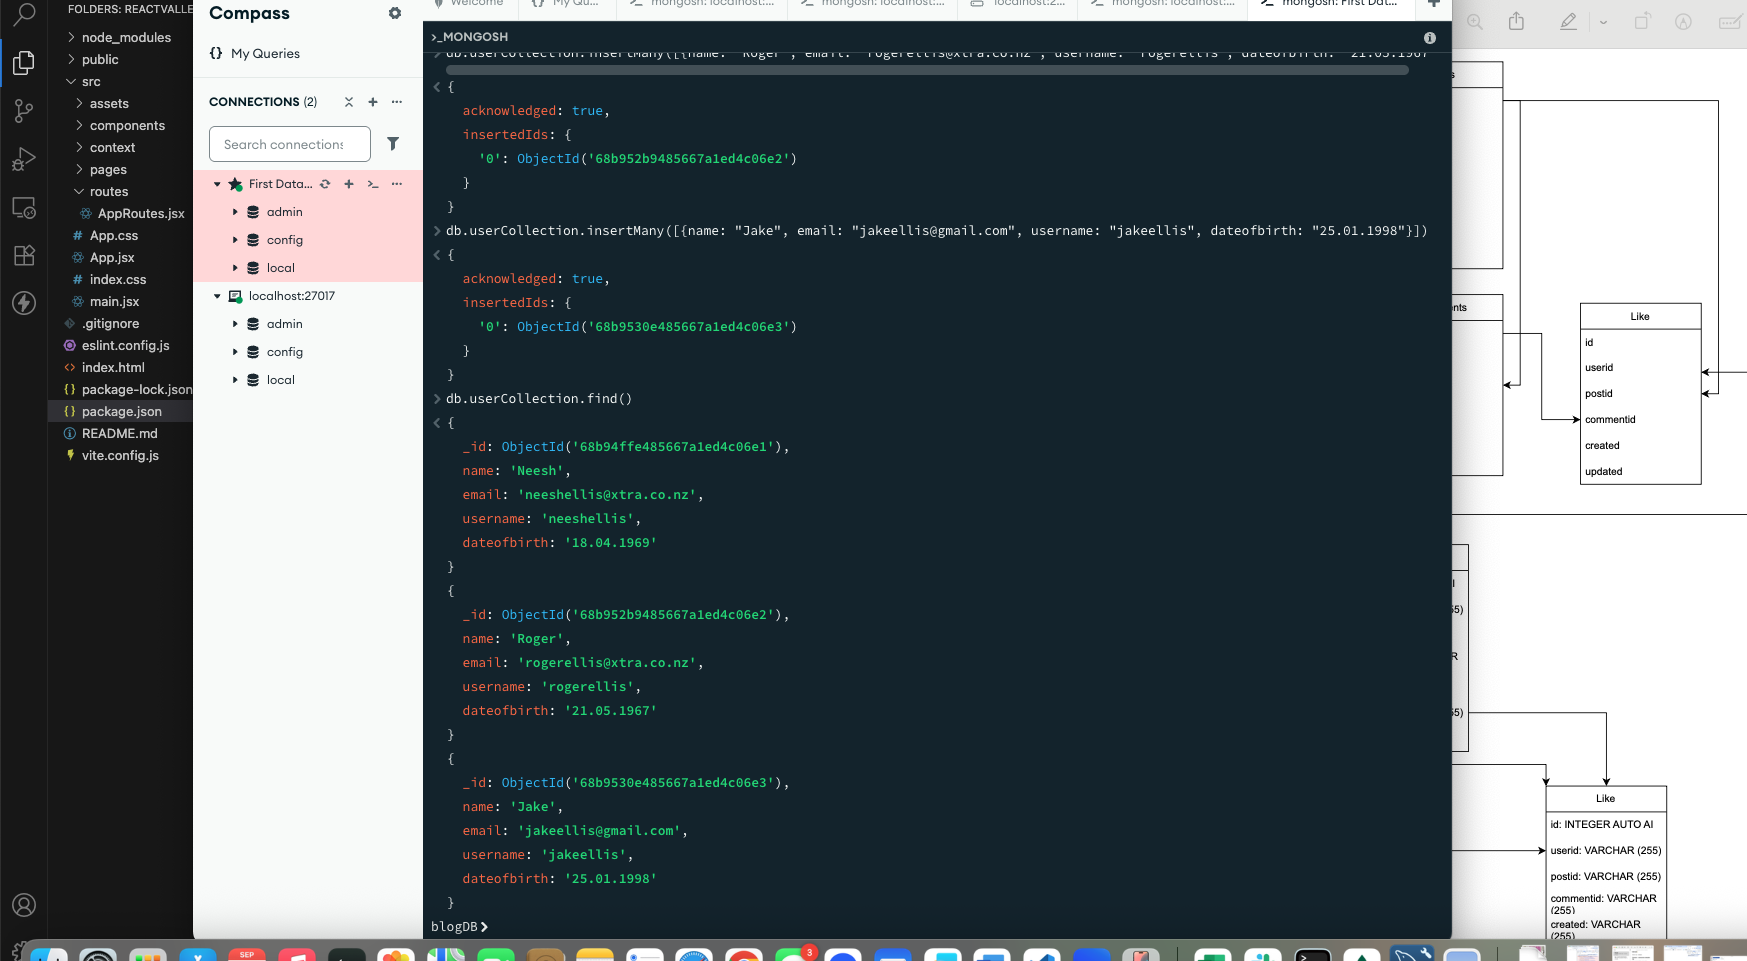 FOLDERS: REACTVALLE
node_modules
public
src
assets
components
context
pages
routes
AppRoutes.jsx
App.css
App.jsx
index.css
main.jsx
.gitignore
eslint.config.js
index.html
package-lock.json
package.json
README.md
vite.config.js
Compass
{} My Queries
CONNECTIONS (2)
Search connections
First Data...
admin
config
local
localhost:27017
admin
config
local
Welcome
{} My Qu...
mongosh: localhost:...
mongosh: localhost:...
localhost:2...
mongosh: localhost:...
mongosh: First Dat...
>_MONGOSH
db.userCollection.insertMany([{name: "Roger", email: "rogerellis@xtra.co.nz", username: "rogerellis", dateofbirth: "21.05.1967
{
acknowledged: true,
insertedIds: {
'0': ObjectId('68b952b9485667a1ed4c06e2')
}
}
db.userCollection.insertMany([{name: "Jake", email: "jakeellis@gmail.com", username: "jakeellis", dateofbirth: "25.01.1998"}])
{
acknowledged: true,
insertedIds: {
'0': ObjectId('68b9530e485667a1ed4c06e3')
}
}
db.userCollection.find()
{
_id: ObjectId('68b94ffe485667a1ed4c06e1'),
name: 'Neesh',
email: 'neeshellis@xtra.co.nz',
username: 'neeshellis',
dateofbirth: '18.04.1969'
}
{
_id: ObjectId('68b952b9485667a1ed4c06e2'),
name: 'Roger',
email: 'rogerellis@xtra.co.nz',
username: 'rogerellis',
dateofbirth: '21.05.1967'
}
{
_id: ObjectId('68b9530e485667a1ed4c06e3'),
name: 'Jake',
email: 'jakeellis@gmail.com',
username: 'jakeellis',
dateofbirth: '25.01.1998'
}
blogDB>
s
nts
Like
id
userid
postid
commentid
created
updated
I
55)
R
55)
Like
id: INTEGER AUTO AI
userid: VARCHAR (255)
postid: VARCHAR (255)
commentid: VARCHAR
(255)
created: VARCHAR
(255)
SEP
3